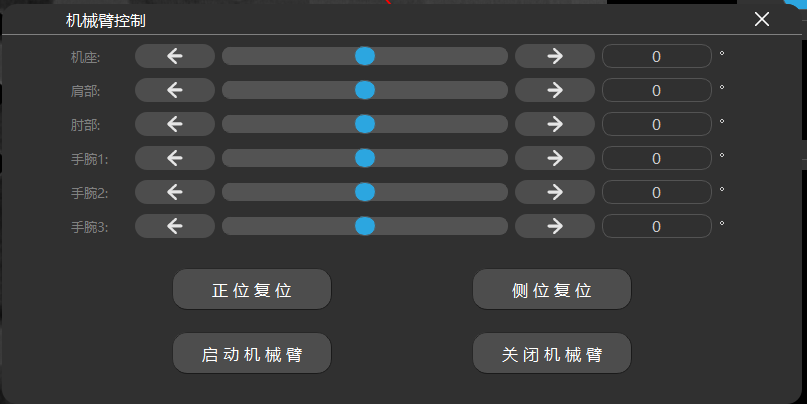 机械臂控制
机座: 0 °
肩部: 0 °
肘部: 0 °
手腕1: 0 °
手腕2: 0 °
手腕3: 0 °
正位复位 侧位复位
启动机械臂 关闭机械臂